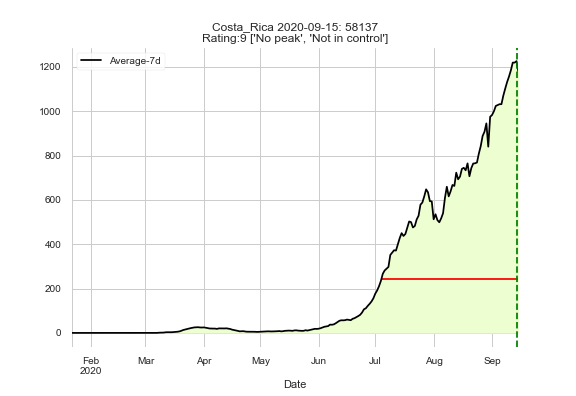 Costa_Rica 2020-09-15: 58137
Rating:9 ['No peak', 'Not in control']
Average-7d
1200
1000
800
600
400
200
0
Feb Mar Apr May Jun Jul Aug Sep
2020
Date